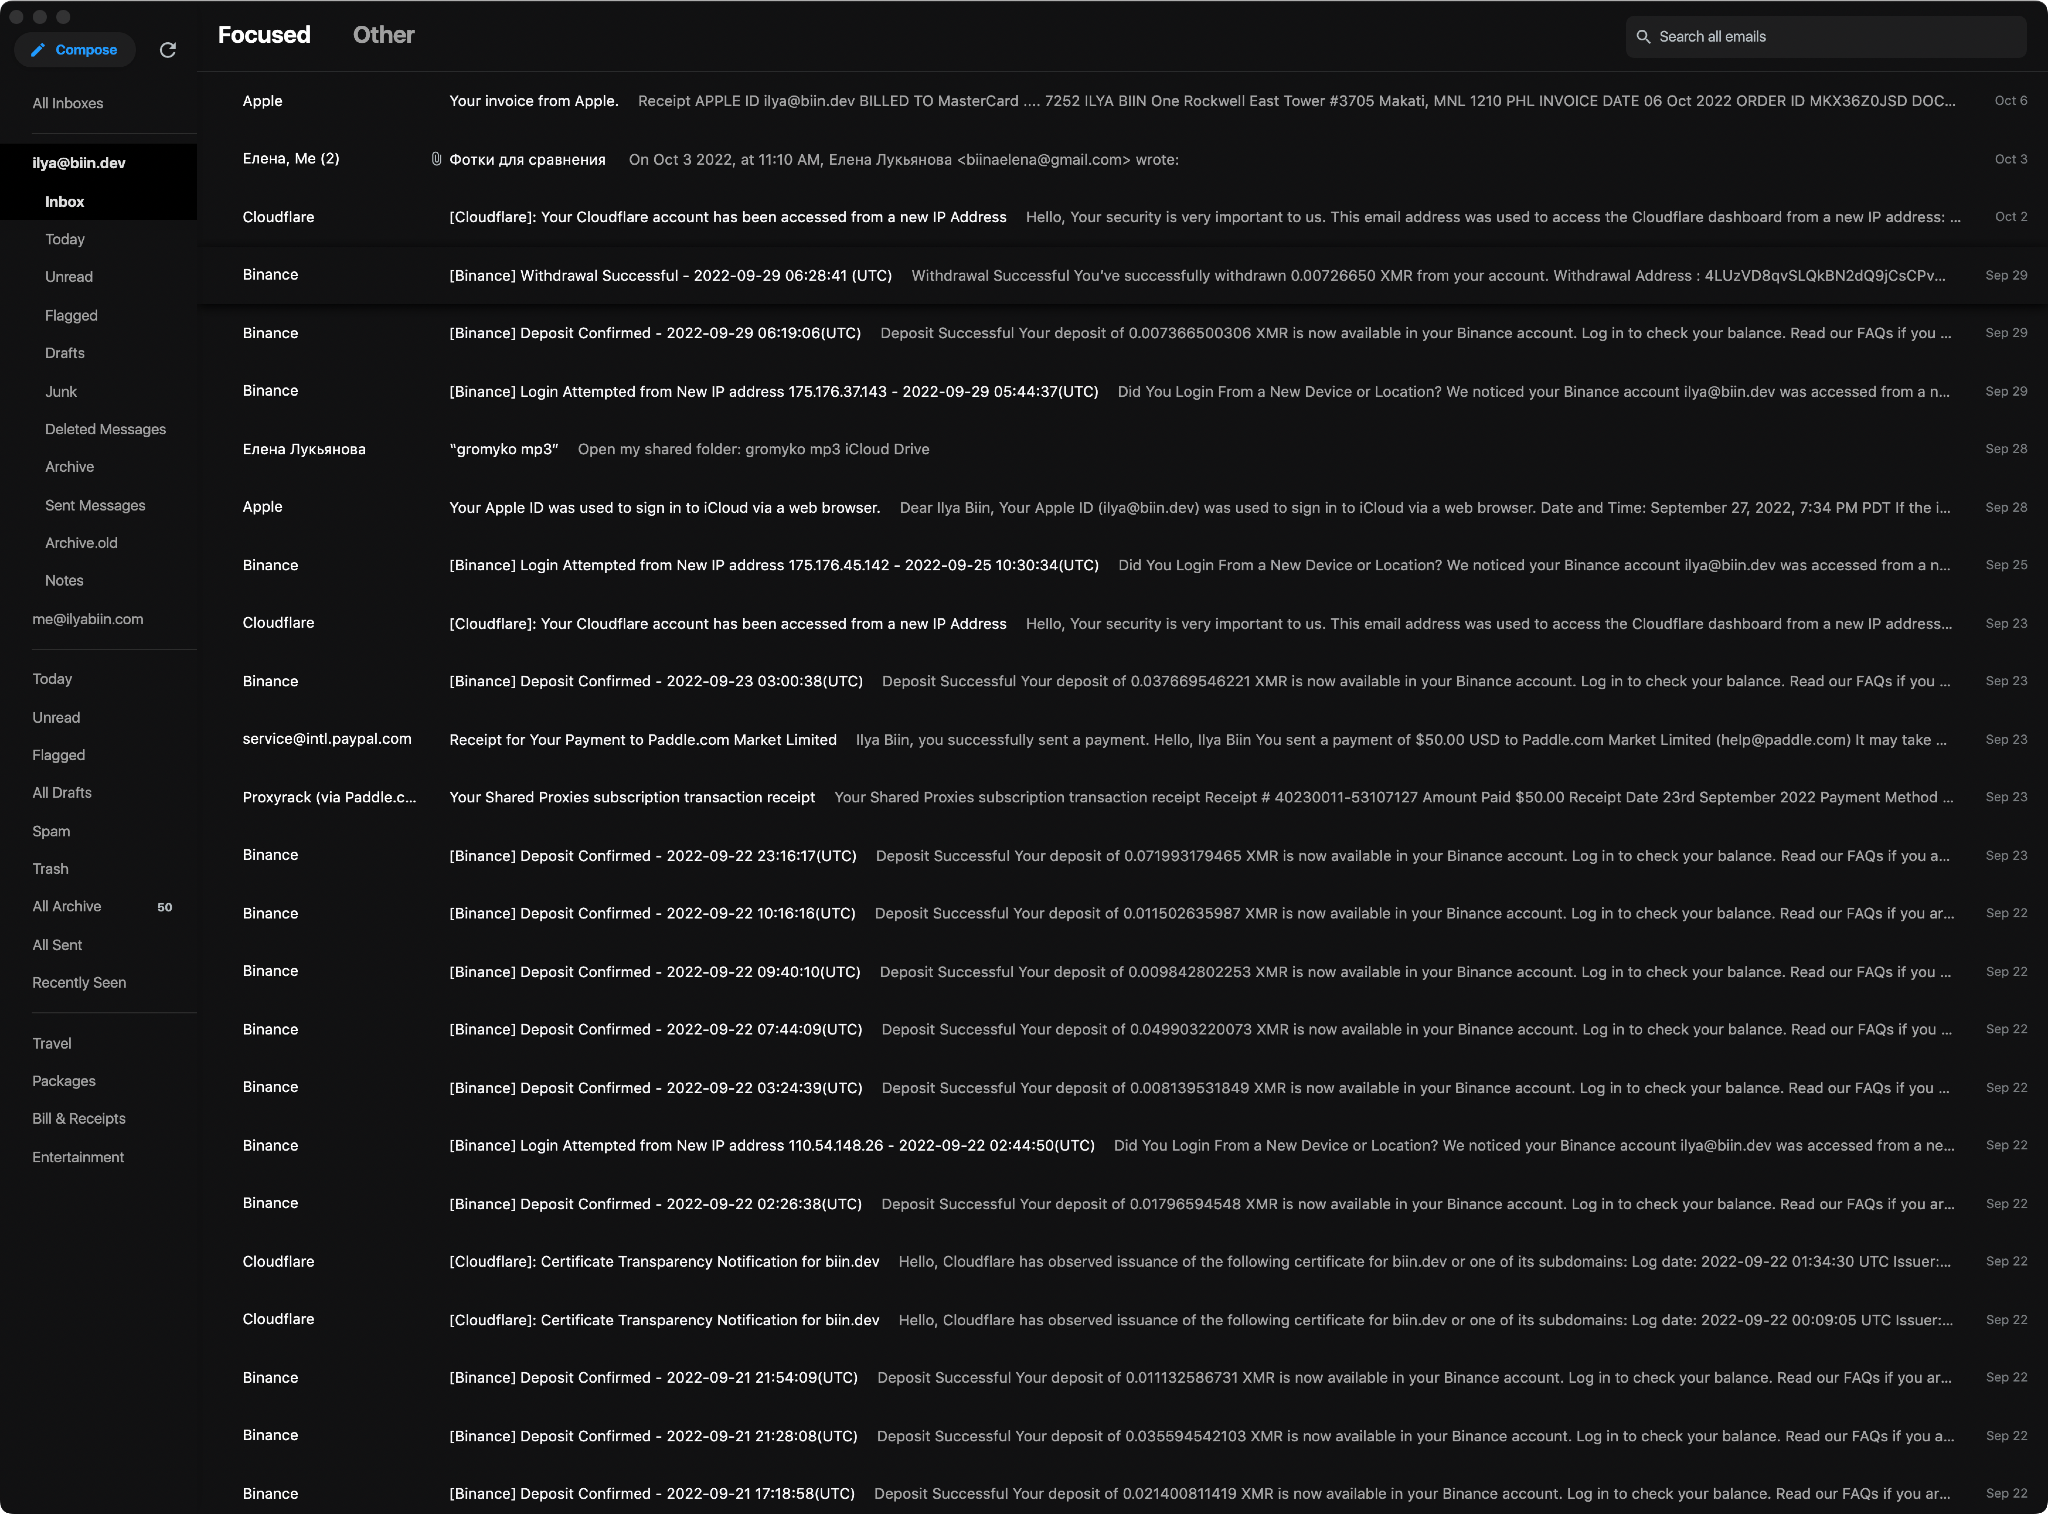 Compose
Focused
Other
Search all emails
All Inboxes
ilya@biin.dev
Inbox
Today
Unread
Flagged
Drafts
Junk
Deleted Messages
Archive
Sent Messages
Archive.old
Notes
me@ilyabiin.com
Today
Unread
Flagged
All Drafts
Spam
Trash
All Archive 50
All Sent
Recently Seen
Travel
Packages
Bill & Receipts
Entertainment
Apple Your invoice from Apple. Receipt APPLE ID ilya@biin.dev BILLED TO MasterCard .... 7252 ILYA BIIN One Rockwell East Tower #3705 Makati, MNL 1210 PHL INVOICE DATE 06 Oct 2022 ORDER ID MKX36Z0JSD DOC... Oct 6
Елена, Me (2) Фотки для сравнения On Oct 3 2022, at 11:10 AM, Елена Лукьянова <biinaelena@gmail.com> wrote: Oct 3
Cloudflare [Cloudflare]: Your Cloudflare account has been accessed from a new IP Address Hello, Your security is very important to us. This email address was used to access the Cloudflare dashboard from a new IP address: ... Oct 2
Binance [Binance] Withdrawal Successful - 2022-09-29 06:28:41 (UTC) Withdrawal Successful You've successfully withdrawn 0.00726650 XMR from your account. Withdrawal Address : 4LUzVD8qvSLQkBN2dQ9jCsCPv... Sep 29
Binance [Binance] Deposit Confirmed - 2022-09-29 06:19:06(UTC) Deposit Successful Your deposit of 0.007366500306 XMR is now available in your Binance account. Log in to check your balance. Read our FAQs if you ... Sep 29
Binance [Binance] Login Attempted from New IP address 175.176.37.143 - 2022-09-29 05:44:37(UTC) Did You Login From a New Device or Location? We noticed your Binance account ilya@biin.dev was accessed from a n... Sep 29
Елена Лукьянова “gromyko mp3” Open my shared folder: gromyko mp3 iCloud Drive Sep 28
Apple Your Apple ID was used to sign in to iCloud via a web browser. Dear Ilya Biin, Your Apple ID (ilya@biin.dev) was used to sign in to iCloud via a web browser. Date and Time: September 27, 2022, 7:34 PM PDT If the i... Sep 28
Binance [Binance] Login Attempted from New IP address 175.176.45.142 - 2022-09-25 10:30:34(UTC) Did You Login From a New Device or Location? We noticed your Binance account ilya@biin.dev was accessed from a n... Sep 25
Cloudflare [Cloudflare]: Your Cloudflare account has been accessed from a new IP Address Hello, Your security is very important to us. This email address was used to access the Cloudflare dashboard from a new IP address... Sep 23
Binance [Binance] Deposit Confirmed - 2022-09-23 03:00:38(UTC) Deposit Successful Your deposit of 0.037669546221 XMR is now available in your Binance account. Log in to check your balance. Read our FAQs if you ... Sep 23
service@intl.paypal.com Receipt for Your Payment to Paddle.com Market Limited Ilya Biin, you successfully sent a payment. Hello, Ilya Biin You sent a payment of $50.00 USD to Paddle.com Market Limited (help@paddle.com) It may take ... Sep 23
Proxyrack (via Paddle.c... Your Shared Proxies subscription transaction receipt Your Shared Proxies subscription transaction receipt Receipt # 40230011-53107127 Amount Paid $50.00 Receipt Date 23rd September 2022 Payment Method ... Sep 23
Binance [Binance] Deposit Confirmed - 2022-09-22 23:16:17(UTC) Deposit Successful Your deposit of 0.071993179465 XMR is now available in your Binance account. Log in to check your balance. Read our FAQs if you a... Sep 23
Binance [Binance] Deposit Confirmed - 2022-09-22 10:16:16(UTC) Deposit Successful Your deposit of 0.011502635987 XMR is now available in your Binance account. Log in to check your balance. Read our FAQs if you ar... Sep 22
Binance [Binance] Deposit Confirmed - 2022-09-22 09:40:10(UTC) Deposit Successful Your deposit of 0.009842802253 XMR is now available in your Binance account. Log in to check your balance. Read our FAQs if you ... Sep 22
Binance [Binance] Deposit Confirmed - 2022-09-22 07:44:09(UTC) Deposit Successful Your deposit of 0.049903220073 XMR is now available in your Binance account. Log in to check your balance. Read our FAQs if you ... Sep 22
Binance [Binance] Deposit Confirmed - 2022-09-22 03:24:39(UTC) Deposit Successful Your deposit of 0.008139531849 XMR is now available in your Binance account. Log in to check your balance. Read our FAQs if you ... Sep 22
Binance [Binance] Login Attempted from New IP address 110.54.148.26 - 2022-09-22 02:44:50(UTC) Did You Login From a New Device or Location? We noticed your Binance account ilya@biin.dev was accessed from a ne... Sep 22
Binance [Binance] Deposit Confirmed - 2022-09-22 02:26:38(UTC) Deposit Successful Your deposit of 0.01796594548 XMR is now available in your Binance account. Log in to check your balance. Read our FAQs if you ar... Sep 22
Cloudflare [Cloudflare]: Certificate Transparency Notification for biin.dev Hello, Cloudflare has observed issuance of the following certificate for biin.dev or one of its subdomains: Log date: 2022-09-22 01:34:30 UTC Issuer:... Sep 22
Cloudflare [Cloudflare]: Certificate Transparency Notification for biin.dev Hello, Cloudflare has observed issuance of the following certificate for biin.dev or one of its subdomains: Log date: 2022-09-22 00:09:05 UTC Issuer:... Sep 22
Binance [Binance] Deposit Confirmed - 2022-09-21 21:54:09(UTC) Deposit Successful Your deposit of 0.011132586731 XMR is now available in your Binance account. Log in to check your balance. Read our FAQs if you ar... Sep 22
Binance [Binance] Deposit Confirmed - 2022-09-21 21:28:08(UTC) Deposit Successful Your deposit of 0.035594542103 XMR is now available in your Binance account. Log in to check your balance. Read our FAQs if you a... Sep 22
Binance [Binance] Deposit Confirmed - 2022-09-21 17:18:58(UTC) Deposit Successful Your deposit of 0.021400811419 XMR is now available in your Binance account. Log in to check your balance. Read our FAQs if you ar... Sep 22